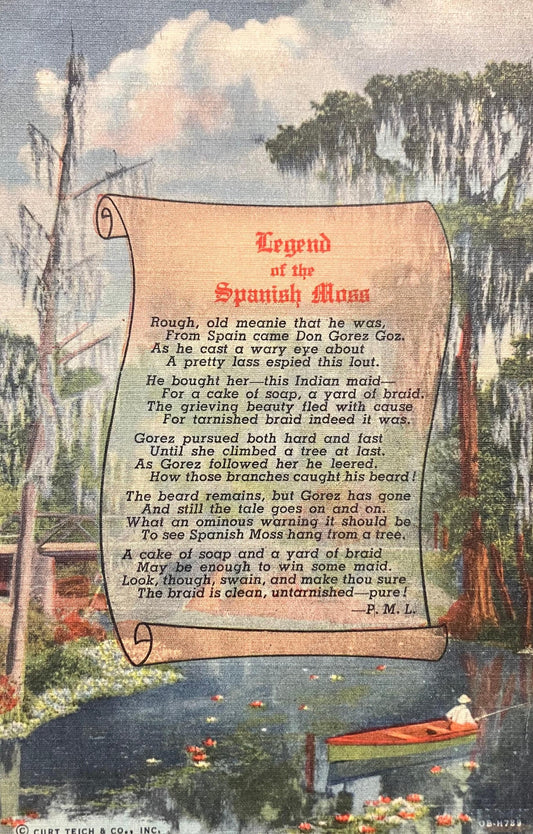 Legend
of the
Spanish Moss
Rough, old meanie that he was,
From Spain came Don Gorez Goz.
As he cast a wary eye about
A pretty lass espied this lout.
He bought her—this Indian maid—
For a cake of soap, a yard of braid.
The grieving beauty fled with cause
For tarnished braid indeed it was.
Gorez pursued both hard and fast
Until she climbed a tree at last.
As Gorez followed her he leered.
How those branches caught his beard!
The beard remains, but Gorez has gone
And still the tale goes on and on.
What an ominous warning it should be
To see Spanish Moss hang from a tree.
A cake of soap and a yard of braid
May be enough to win some maid.
Look, though, swain, and make thou sure
The braid is clean, untarnished—pure!
—P. M. L.
© CURT TEICH & CO., INC.
OB-H789